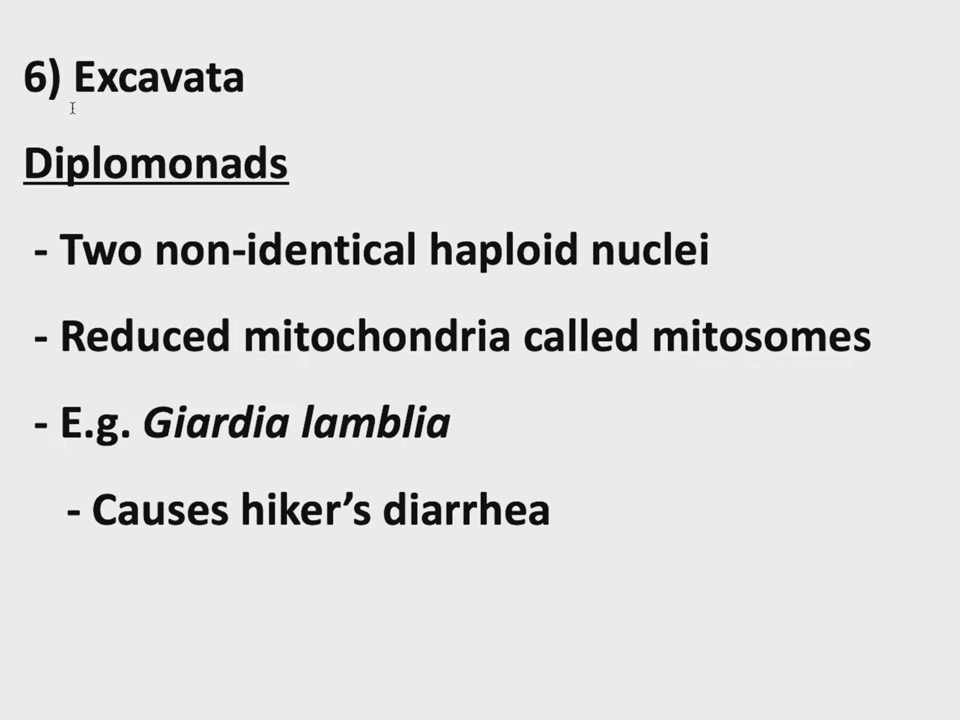 6) Excavata
Diplomonads
- Two non-identical haploid nuclei
- Reduced mitochondria called mitosomes
- E.g. Giardia lamblia
- Causes hiker’s diarrhea